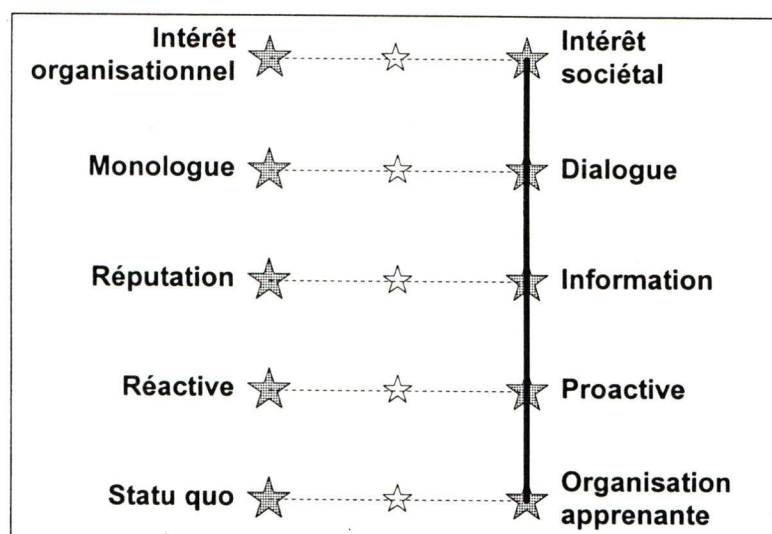 Intérêt
organisationnel
Intérêt
sociétal
Monologue
Dialogue
Réputation
Information
Réactive
Proactive
Statu quo
Organisation
apprenante